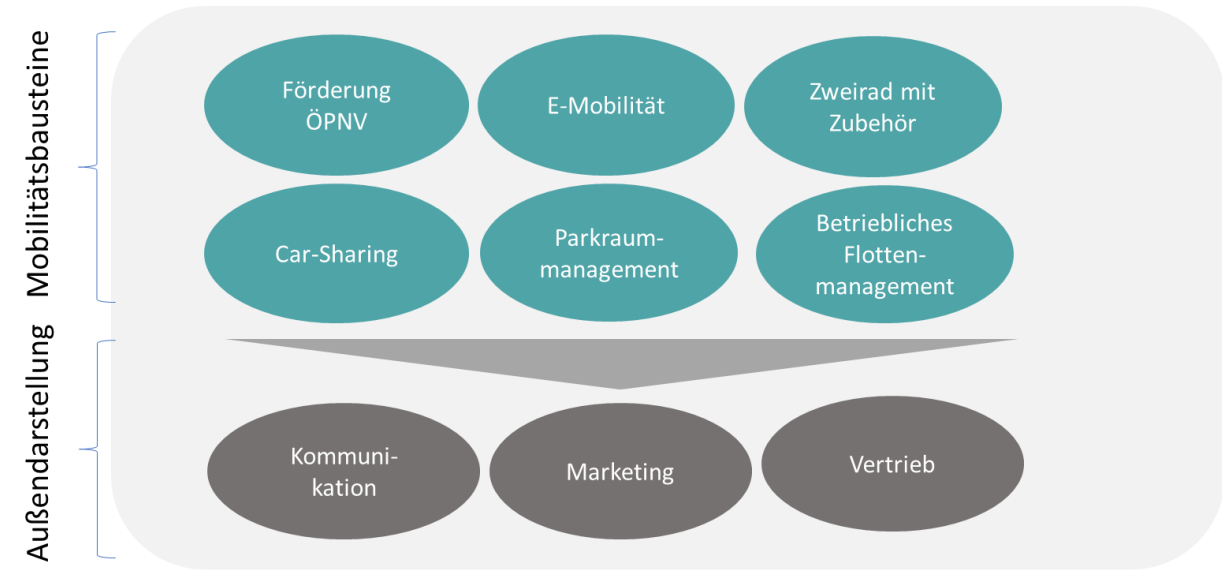 Mobilitätsbausteine
Förderung
ÖPNV
E-Mobilität
Zweirad mit
Zubehör
Car-Sharing
Parkraum-
management
Betriebliches
Flotten-
management
Außendarstellung
Kommuni-
kation
Marketing
Vertrieb